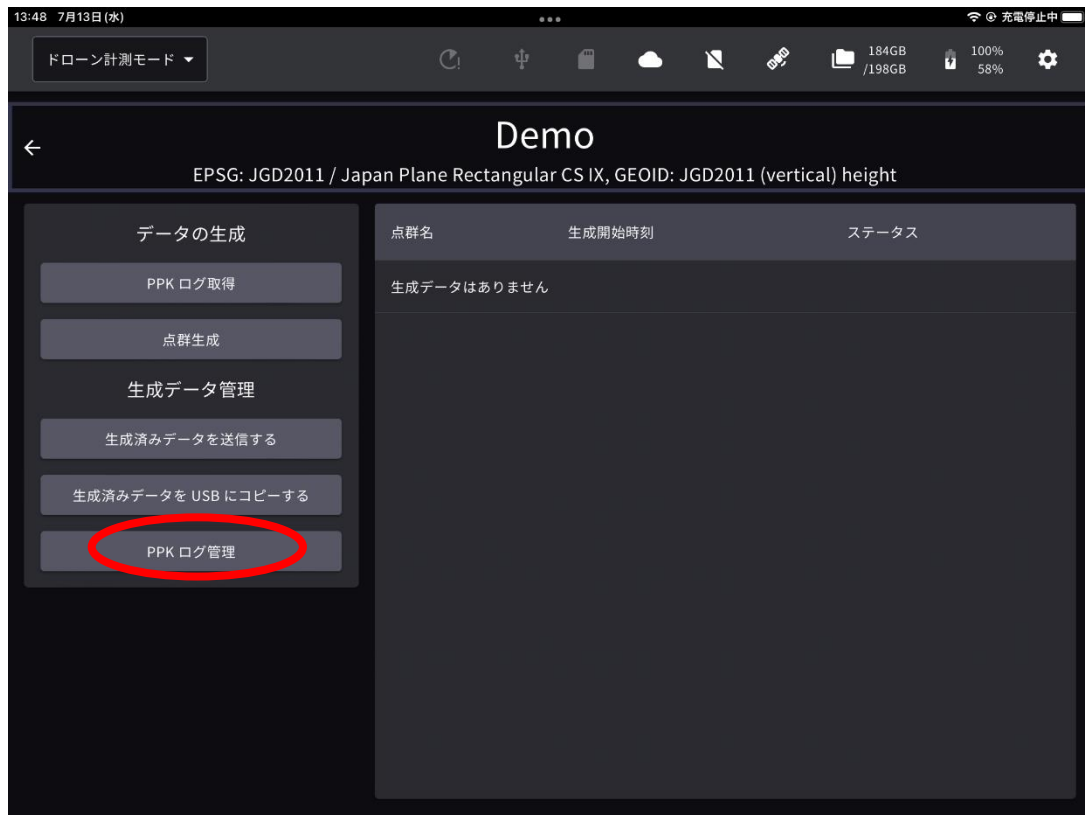 13:48 7月13日(水)
充電停止中
ドローン計測モード
184GB
/198GB
100%
58%
Demo
EPSG: JGD2011 / Japan Plane Rectangular CS IX, GEOID: JGD2011 (vertical) height
データの生成
PPK ログ取得
点群生成
生成データ管理
生成済みデータを送信する
生成済みデータを USB にコピーする
PPK ログ管理
点群名 生成開始時刻 ステータス
生成データはありません